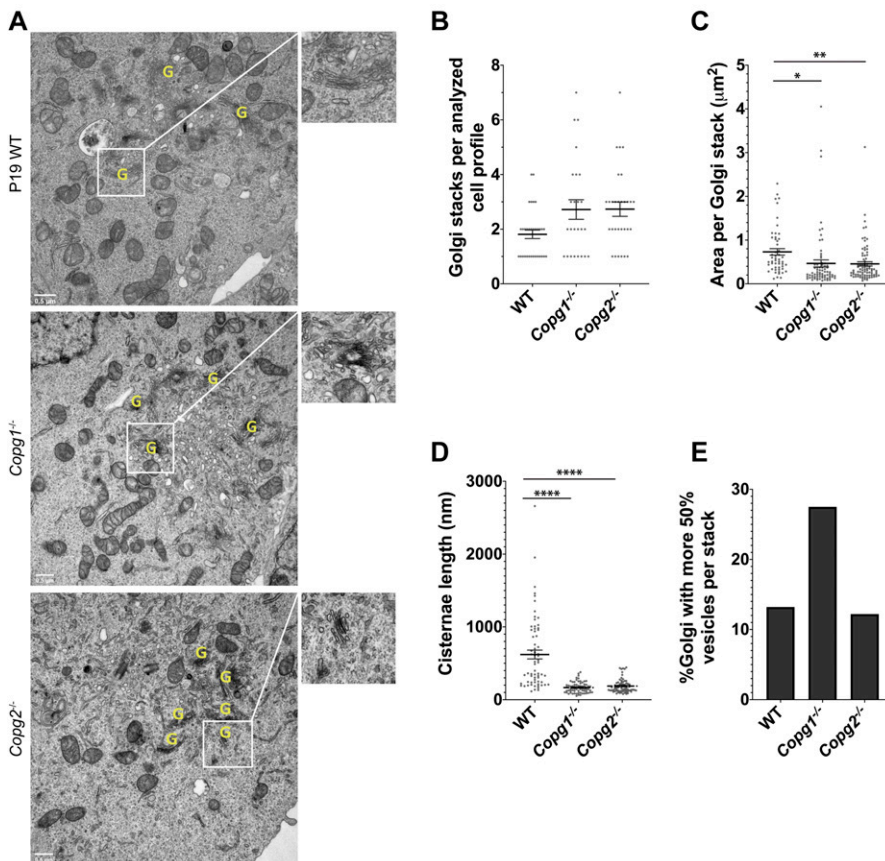 A
P19 WT
G
G
G
0.5 µm
Copg1-/-
G
G
G
G
Copg2-/-
G
G
G
G
G
G
B
Golgi stacks per analyzed
cell profile
8
6
4
2
0
WT
Copg1-/-
Copg2-/-
C
Area per Golgi stack (µm2)
5
4
3
2
1
0
**
*
WT
Copg1-/-
Copg2-/-
D
Cisternae length (nm)
3000
2000
1000
0
****
****
WT
Copg1-/-
Copg2-/-
E
%Golgi with more 50%
vesicles per stack
30
20
10
0
WT
Copg1-/-
Copg2-/-